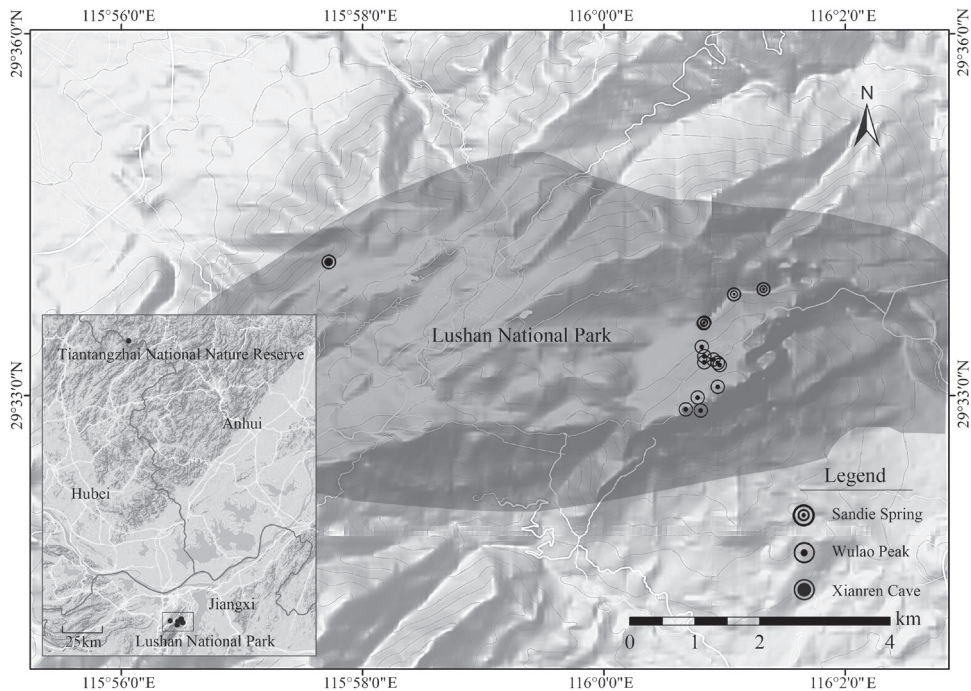 115°56'0"E 115°58'0"E 116°0'0"E 116°2'0"E
29°36'0"N
29°36'0"N
N
Lushan National Park
29°33'0"N
29°33'0"N
Tiantangzhai National Nature Reserve
Anhui
Hubei
Jiangxi
25km
Lushan National Park
Legend
Sandie Spring
Wulao Peak
Xianren Cave
km
0 1 2 4
115°56'0"E 115°58'0"E 116°0'0"E 116°2'0"E